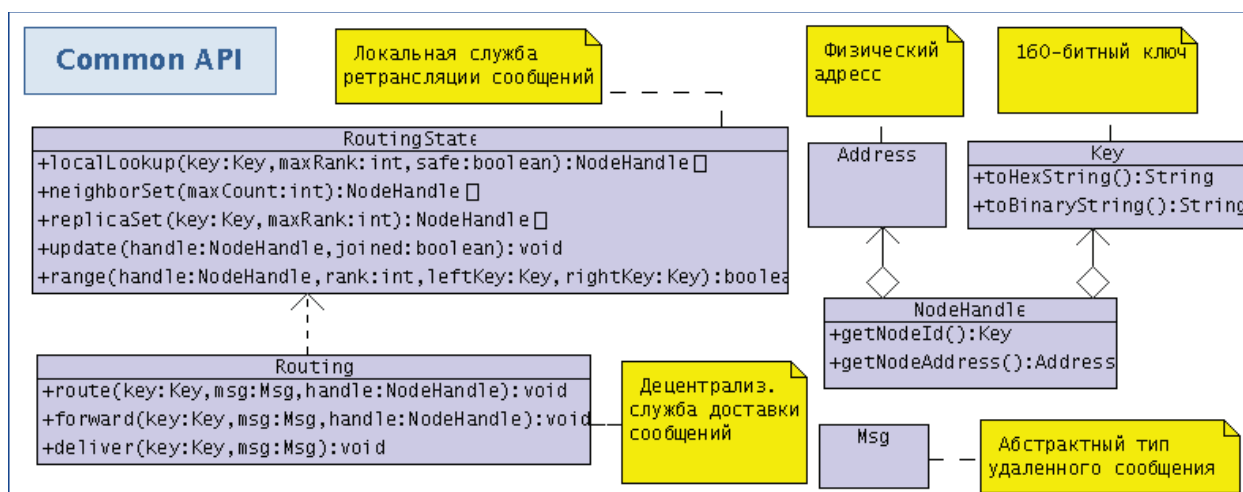 Common API
Локальная служба
ретрансляции сообщений
Физический
адресс
160-битный ключ
RoutingState
+localLookup(key:Key,maxRank:int,safe:boolean):NodeHandle[]
+neighborSet(maxCount:int):NodeHandle[]
+replicaSet(key:Key,maxRank:int):NodeHandle[]
+update(handle:NodeHandle,joined:boolean):void
+range(handle:NodeHandle,rank:int,leftKey:Key,rightKey:Key):boolea
Address
Key
+toHexString():String
+toBinaryString():String
NodeHandle
+getNodeId():Key
+getNodeAddress():Address
Routing
+route(key:Key,msg:Msg,handle:NodeHandle):void
+forward(key:Key,msg:Msg,handle:NodeHandle):void
+deliver(key:Key,msg:Msg):void
Децентрализ.
служба доставки
сообщений
Msg
Абстрактный тип
удаленного сообщения